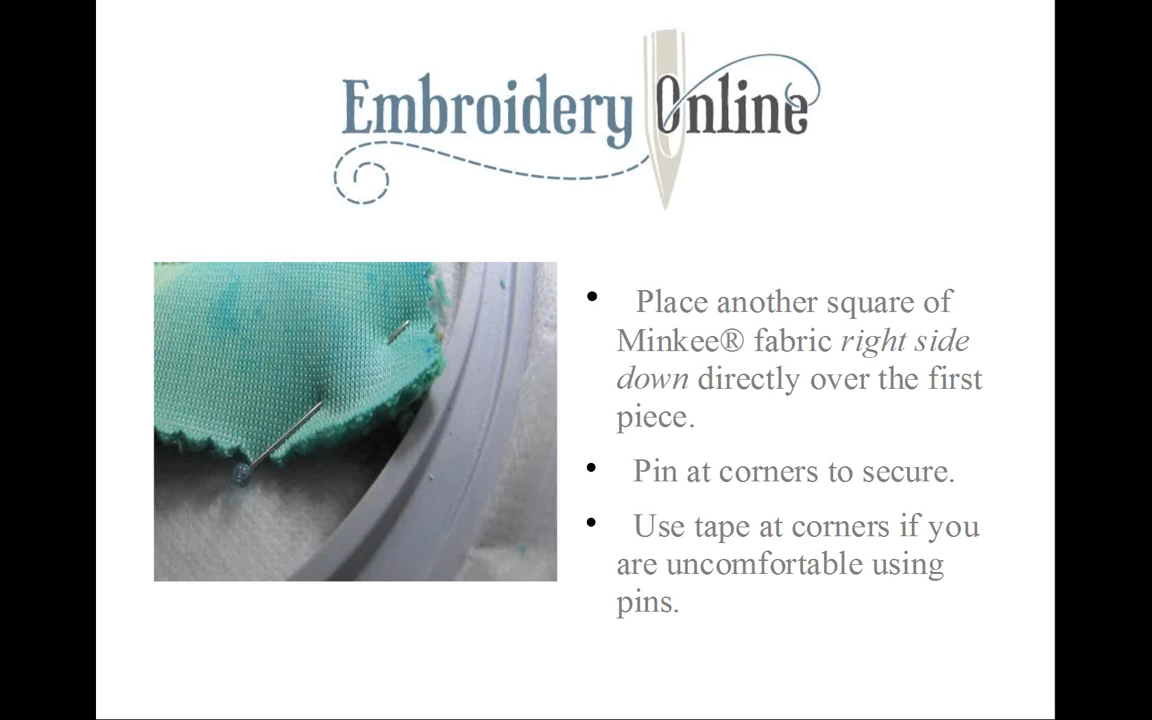 Embroidery Online
• Place another square of
Minkee® fabric right side
down directly over the first
piece.
• Pin at corners to secure.
• Use tape at corners if you
are uncomfortable using
pins.